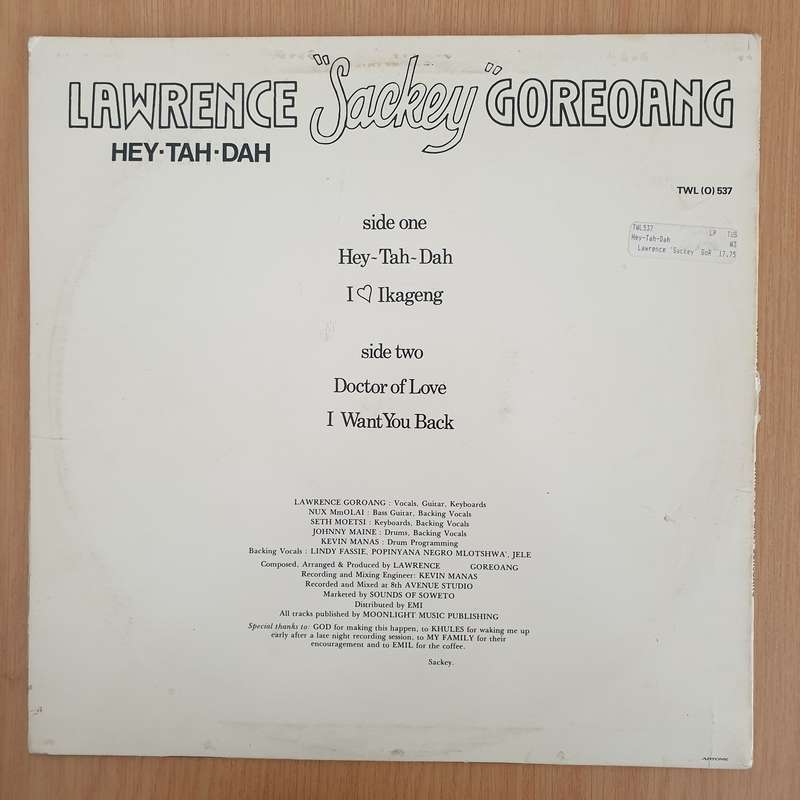 LAWRENCE "Sackey" GOREOANG
HEY·TAH·DAH
TWL (O) 537
TWL537 LP TUS
Hey-Tah-Dah W3
Lawrence 'Sackey' GoR 17.75
side one
Hey~Tah~Dah
I ♡ Ikageng
side two
Doctor of Love
I Want You Back
LAWRENCE GOROANG : Vocals, Guitar, Keyboards
NUX MmOLAI : Bass Guitar, Backing Vocals
SETH MOETSI : Keyboards, Backing Vocals
JOHNNY MAINE : Drums, Backing Vocals
KEVIN MANAS : Drum Programming
Backing Vocals : LINDY FASSIE, POPINYANA NEGRO MLOTSHWA', JELE
Composed, Arranged & Produced by LAWRENCE GOREOANG
Recording and Mixing Engineer: KEVIN MANAS
Recorded and Mixed at 8th AVENUE STUDIO
Marketed by SOUNDS OF SOWETO
Distributed by EMI
All tracks published by MOONLIGHT MUSIC PUBLISHING
Special thanks to: GOD for making this happen, to KHULES for waking me up
early after a late night recording session, to MY FAMILY for their
encouragement and to EMIL for the coffee.
Sackey.
ARTONE